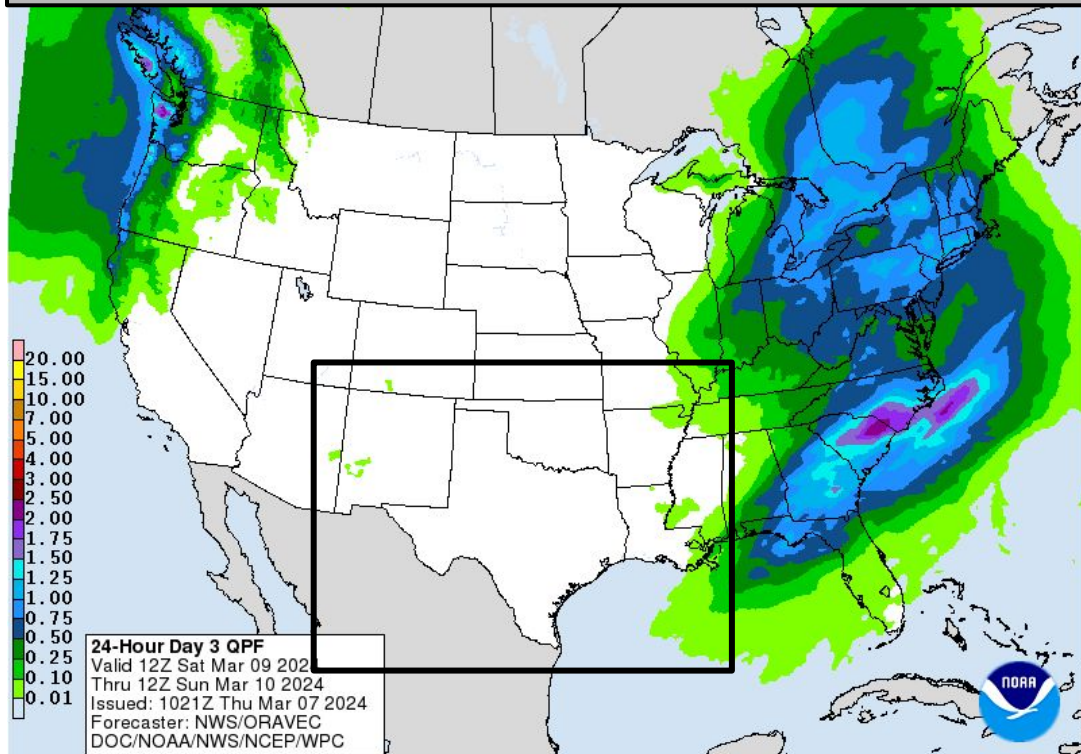 20.00
15.00
10.00
7.00
5.00
4.00
3.00
2.50
2.00
1.75
1.50
1.25
1.00
0.75
0.50
0.25
0.10
0.01
24-Hour Day 3 QPF
Valid 12Z Sat Mar 09 202
Thru 12Z Sun Mar 10 2024
Issued: 1021Z Thu Mar 07 2024
Forecaster: NWS/ORAVEC
DOC/NOAA/NWS/NCEP/WPC
NOAA